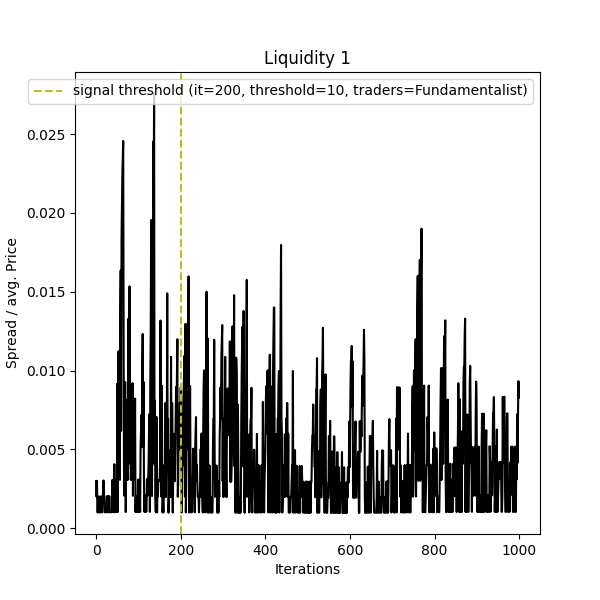 Liquidity 1
signal threshold (it=200, threshold=10, traders=Fundamentalist)
Spread / avg. Price
0.025
0.020
0.015
0.010
0.005
0.000
0 200 400 600 800 1000
Iterations